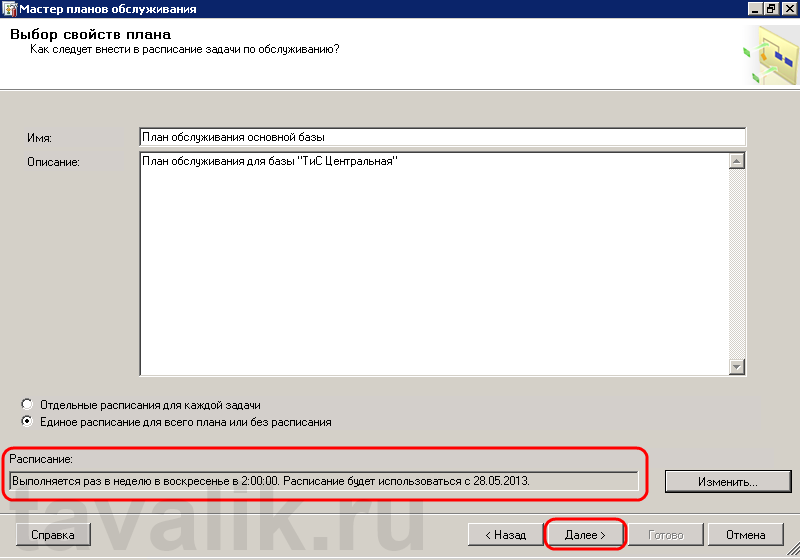 Мастер планов обслуживания
Выбор свойств плана
Как следует внести в расписание задачи по обслуживанию?
Имя:
План обслуживания основной базы
Описание:
План обслуживания для базы "ТиС Центральная"
Отдельные расписания для каждой задачи
Единое расписание для всего плана или без расписания
Расписание:
Выполняется раз в неделю в воскресенье в 2:00:00. Расписание будет использоваться с 28.05.2013.
Изменить...
tavalik.ru
Справка
< Назад
Далее >
Готово
Отмена